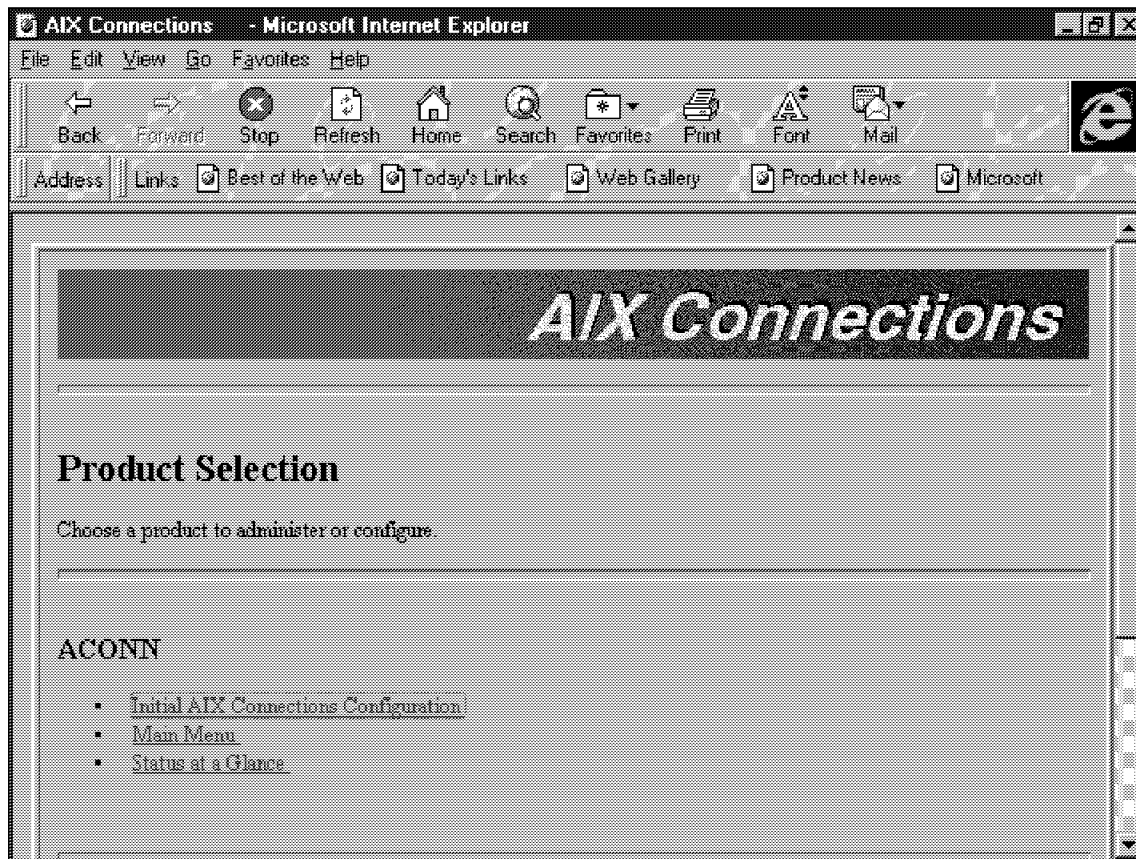 AIX Connections - Microsoft Internet Explorer
File Edit View Go Favorites Help
Back Forward Stop Refresh Home Search Favorites Print Font Mail
Address Links Best of the Web Today's Links Web Gallery Product News Microsoft
AIX Connections
Product Selection
Choose a product to administer or configure.
ACONN
Initial AIX Connections Configuration
Main Menu
Status at a Glance